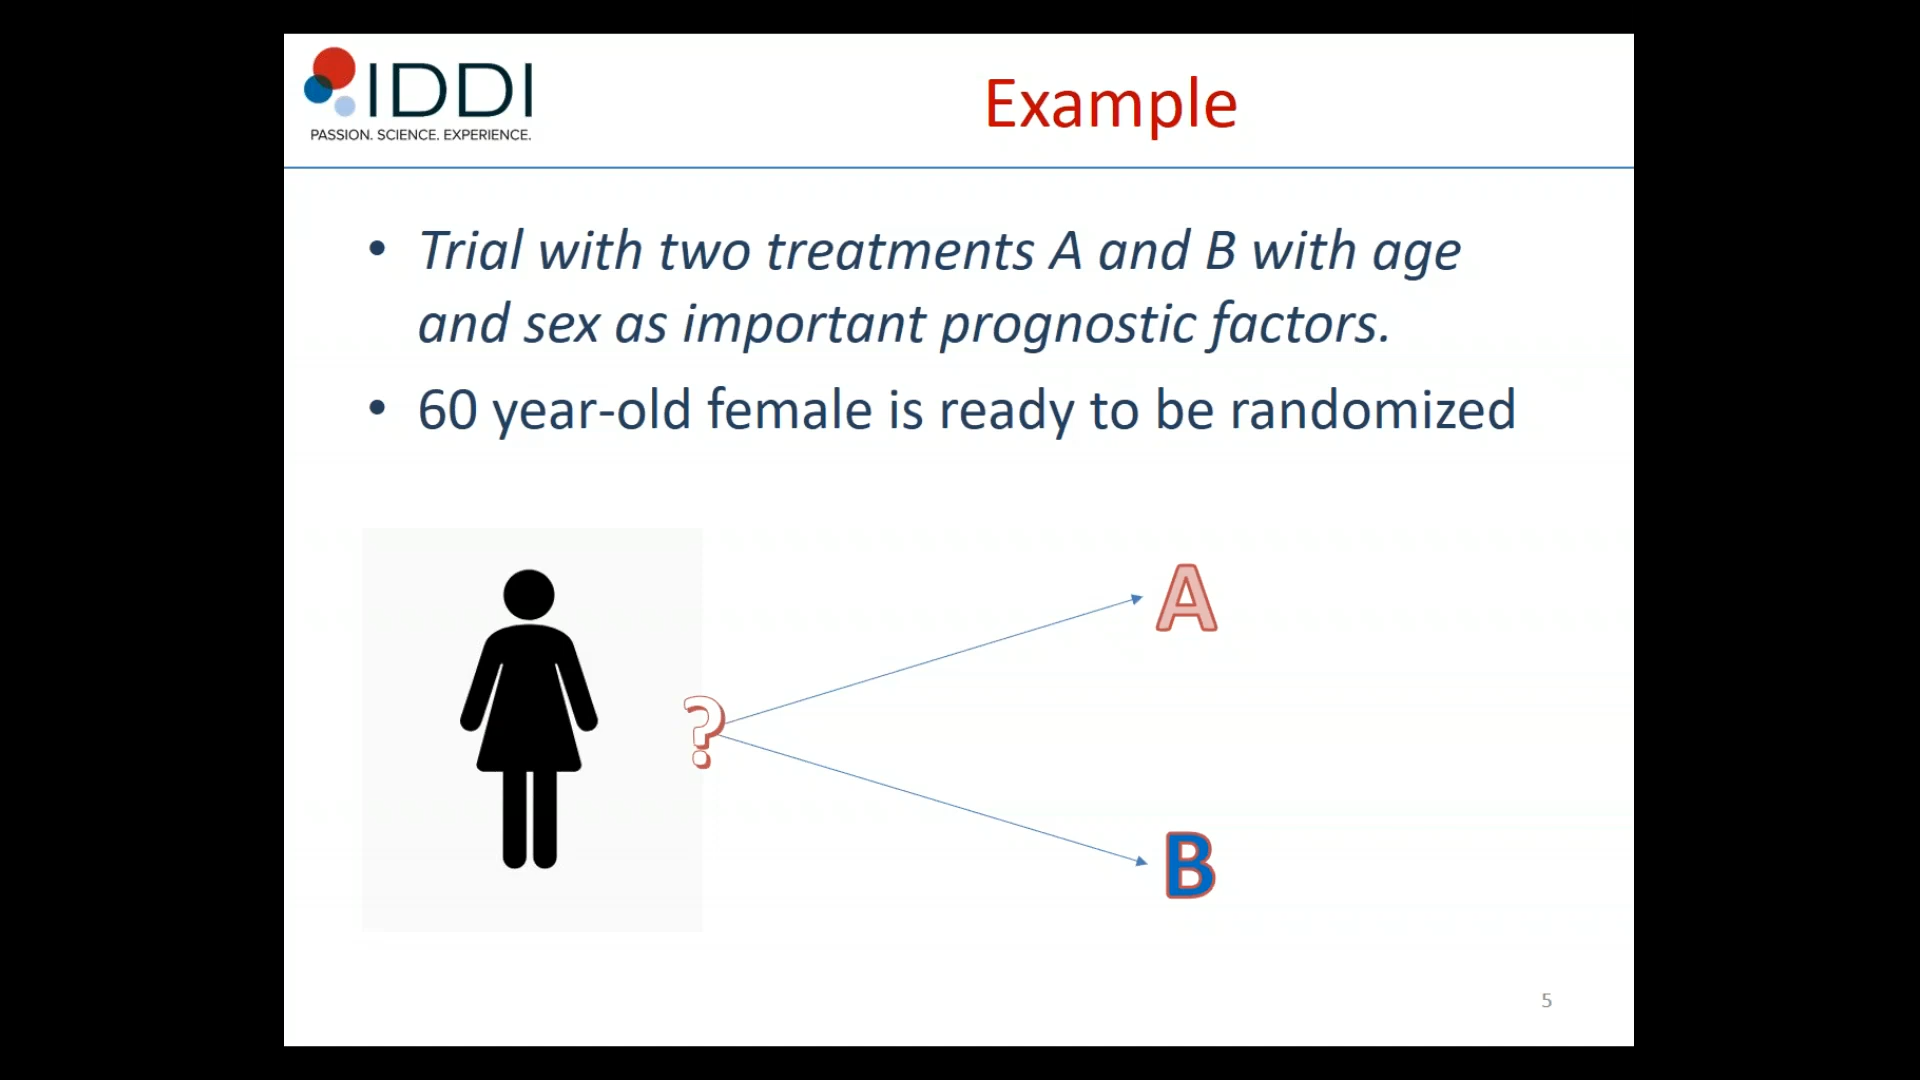 IDDI
PASSION. SCIENCE. EXPERIENCE.
Example
• Trial with two treatments A and B with age
and sex as important prognostic factors.
• 60 year-old female is ready to be randomized
A
?
B
5